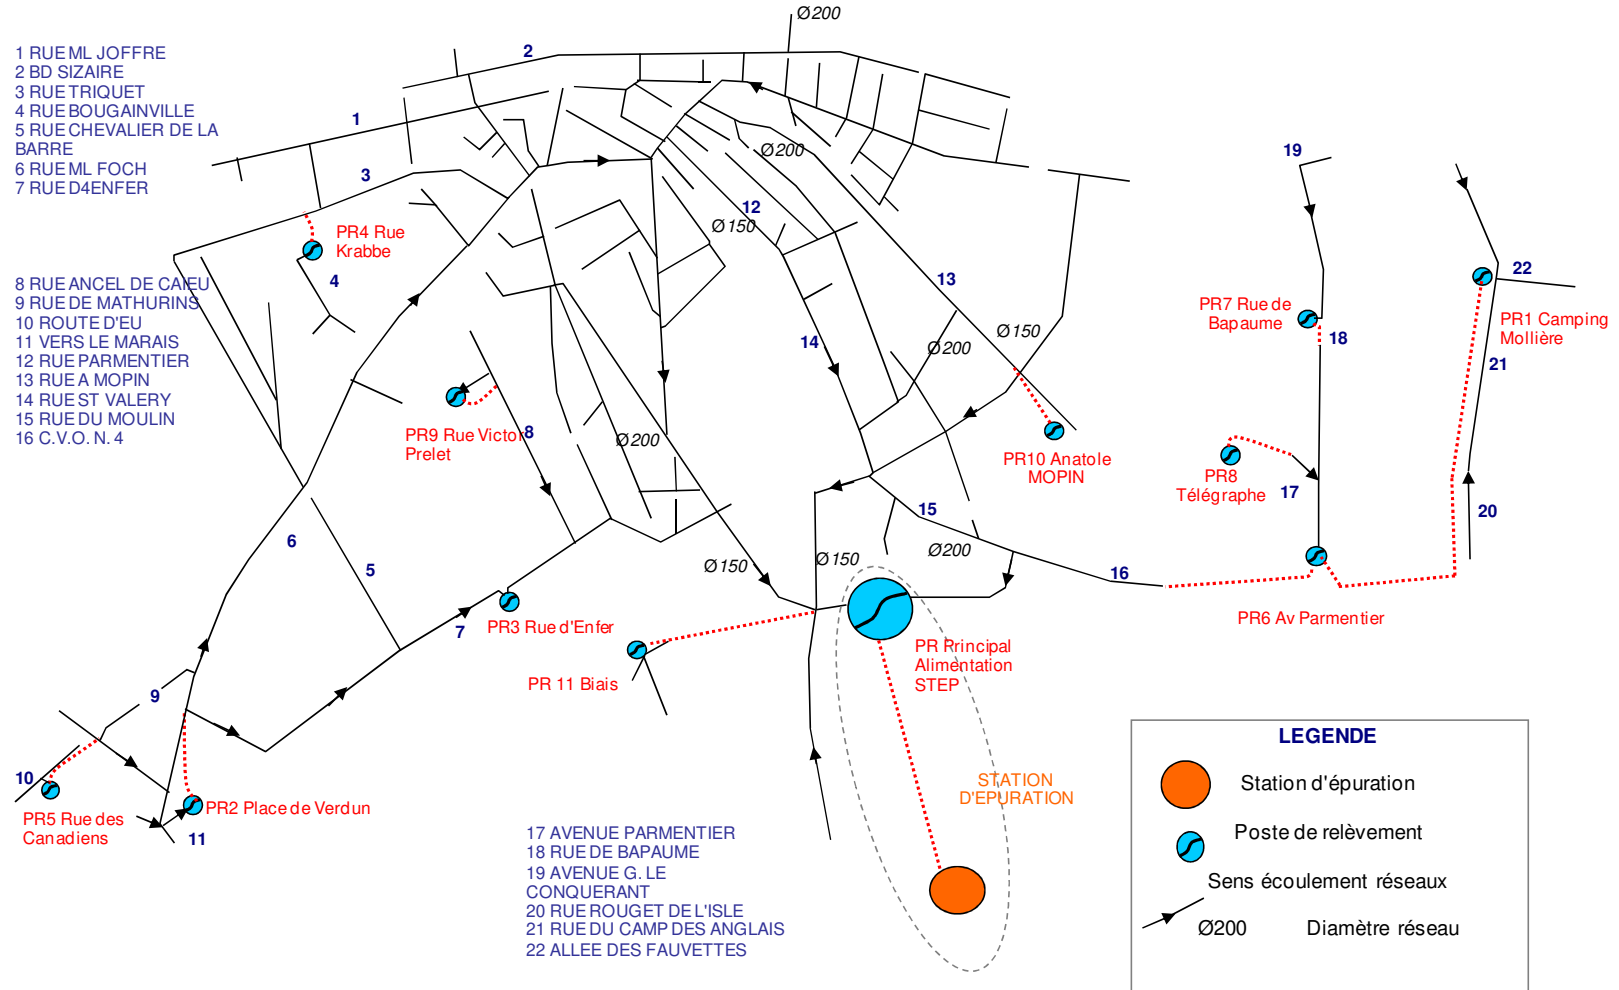 Ø200
1 RUE ML JOFFRE
2 BD SIZAIRE
3 RUE TRIQUET
4 RUE BOUGAINVILLE
5 RUE CHEVALIER DE LA
BARRE
6 RUE ML FOCH
7 RUE D4ENFER
2
1
3
Ø200
12
Ø150
19
PR4 Rue
Krabbe
4
8 RUE ANCEL DE CAIEU
9 RUE DE MATHURINS
10 ROUTE D'EU
11 VERS LE MARAIS
12 RUE PARMENTIER
13 RUE A MOPIN
14 RUE ST VALERY
15 RUE DU MOULIN
16 C.V.O. N. 4
13
22
PR7 Rue de
Bapaume
PR1 Camping
Mollière
14
Ø150
Ø200
18
21
PR9 Rue Victor
Prelet
8
Ø200
PR10 Anatole
MOPIN
PR8
Télégraphe
17
15
20
6
5
Ø150
Ø150
Ø200
16
7
PR3 Rue d'Enfer
PR6 Av Parmentier
PR Principal
Alimentation
STEP
PR 11 Biais
9
10
PR5 Rue des
Canadiens
PR2 Place de Verdun
11
STATION
D'EPURATION
17 AVENUE PARMENTIER
18 RUE DE BAPAUME
19 AVENUE G. LE
CONQUERANT
20 RUE ROUGET DE L'ISLE
21 RUE DU CAMP DES ANGLAIS
22 ALLEE DES FAUVETTES
LEGENDE
Station d'épuration
Poste de relèvement
Sens écoulement réseaux
Ø200 Diamètre réseau